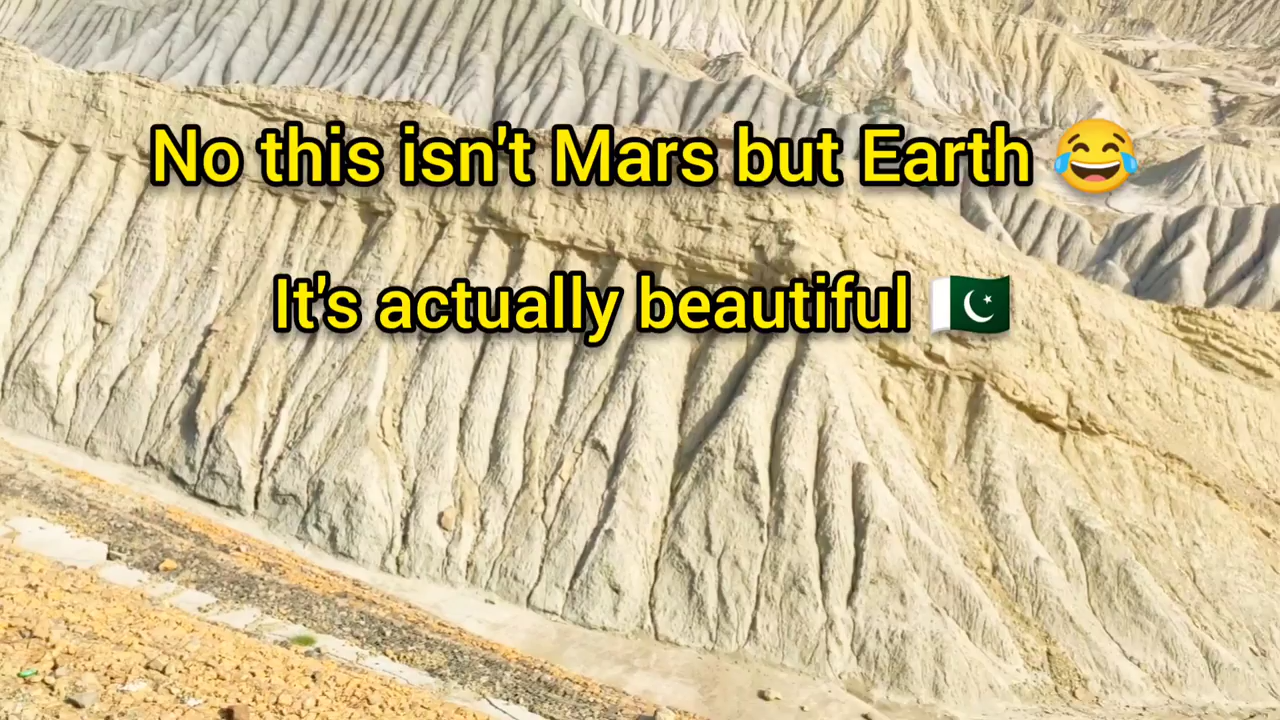 No this isn't Mars but Earth 😂
It's actually beautiful 🇵🇰